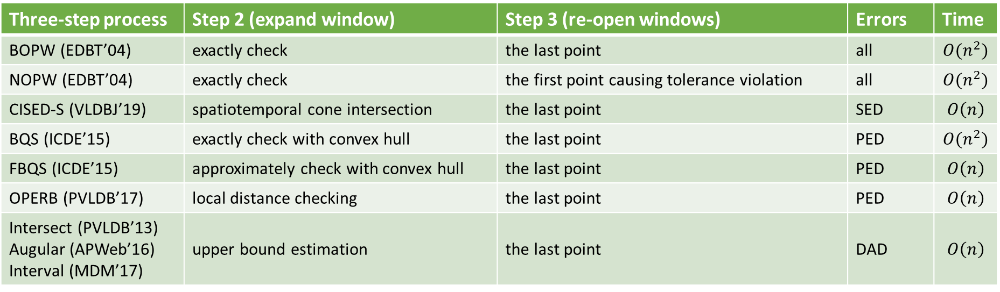 Three-step process Step 2 (expand window) Step 3 (re-open windows) Errors Time
BOPW (EDBT’04) exactly check the last point all O(n²)
NOPW (EDBT’04) exactly check the first point causing tolerance violation all O(n²)
CISED-S (VLDBJ’19) spatiotemporal cone intersection the last point SED O(n)
BQS (ICDE’15) exactly check with convex hull the last point PED O(n²)
FBQS (ICDE’15) approximately check with convex hull the last point PED O(n)
OPERB (PVLDB’17) local distance checking the last point PED O(n)
Intersect (PVLDB’13)
Augular (APWeb’16) upper bound estimation the last point DAD O(n)
Interval (MDM’17)